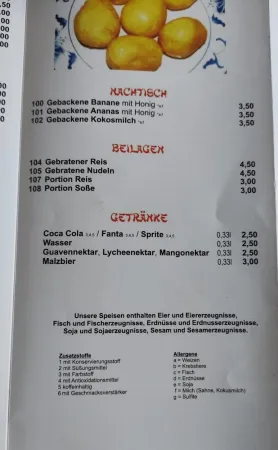 NACHTISCH
100 Gebackene Banane mit Honig 3,50
101 Gebackene Ananas mit Honig 3,50
102 Gebackene Kokosmilch 3,50
BEILAGEN
104 Gebratener Reis 4,50
105 Gebratene Nudeln 4,50
107 Portion Reis 3,00
108 Portion Soße 3,00
GETRÄNKE
Coca Cola / Fanta / Sprite 0,33l 2,50
Wasser 0,33l 2,50
Guavennektar, Lycheenektar, Mangonektar 0,33l 2,50
Malzbier 0,33l 3,00
Unsere Speisen enthalten Eier und Eiererzeugnisse,
Fisch und Fischerzeugnisse, Erdnüsse und Erdnusserzeugnisse,
Soja und Sojaerzeugnisse, Sesam und Sesamerzeugnisse.
Zusatzstoffe
1 mit Konservierungsstoff
2 mit Süßungsmittel
3 mit Farbstoff
4 mit Antioxidationsmittel
5 koffeinhaltig
6 mit Geschmacksverstärker
Allergene
a = Weizen
b = Krebstiere
c = Fisch
d = Erdnüsse
e = Soja
f = Milch (Sahne, Kokosmilch)
g = Sulfite